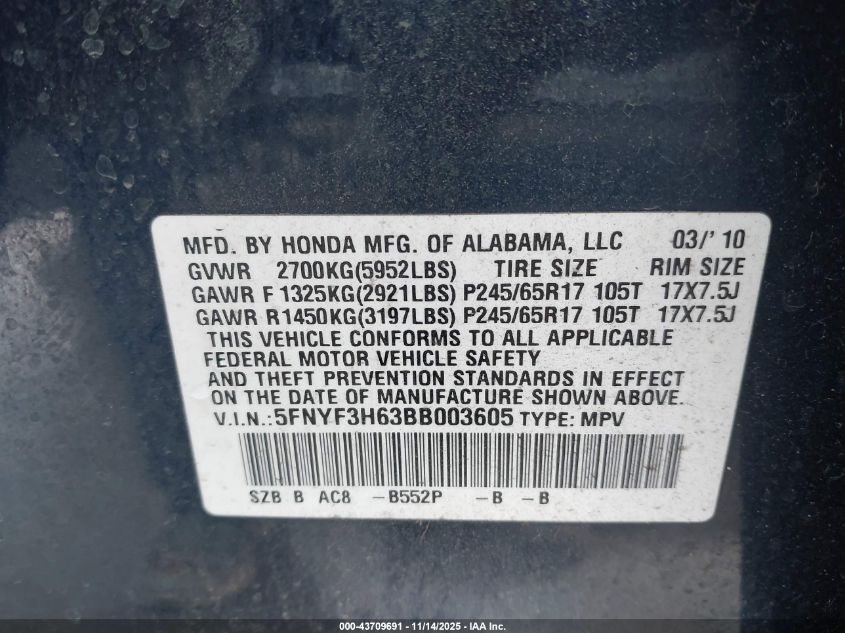 MFD. BY HONDA MFG. OF ALABAMA, LLC 03/' 10
GVWR 2700KG(5952LBS) TIRE SIZE RIM SIZE
GAWR F 1325KG(2921LBS) P245/65R17 105T 17X7.5J
GAWR R1450KG(3197LBS) P245/65R17 105T 17X7.5J
THIS VEHICLE CONFORMS TO ALL APPLICABLE
FEDERAL MOTOR VEHICLE SAFETY
AND THEFT PREVENTION STANDARDS IN EFFECT
ON THE DATE OF MANUFACTURE SHOWN ABOVE.
V.I.N.:5FNYF3H63BB003605 TYPE: MPV
SZB B AC8 -B552P -B -B
000-43709691 - 11/14/2025 - IAA Inc.